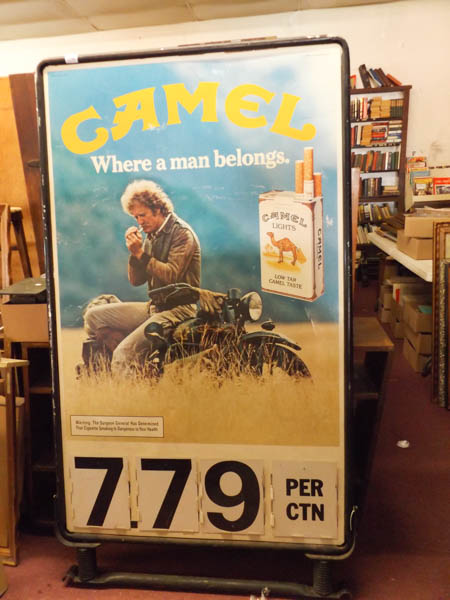 CAMEL
Where a man belongs.
CAMEL
LIGHTS
CAMEL
LOW TAR
CAMEL TASTE
Warning: The Surgeon General Has Determined
That Cigarette Smoking Is Dangerous to Your Health.
7.79 PER
CTN